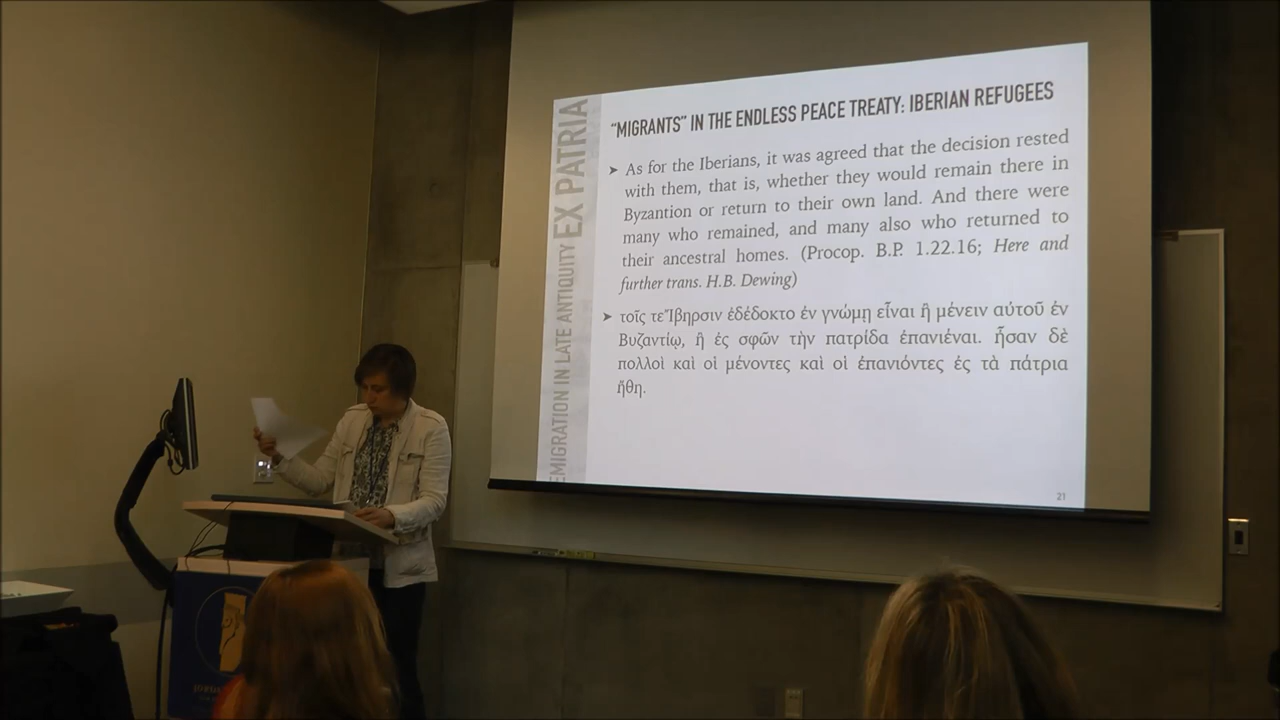 "MIGRANTS" IN THE ENDLESS PEACE TREATY: IBERIAN REFUGEES
➤ As for the Iberians, it was agreed that the decision rested
with them, that is, whether they would remain there in
Byzantion or return to their own land. And there were
many who remained, and many also who returned to
their ancestral homes. (Procop. B.P. 1.22.16; Here and
further trans. H.B. Dewing)
➤ τοῖς τε Ἴβηρσιν ἐδέδοκτο ἐν γνώμῃ εἶναι ἢ μένειν αὐτοῦ ἐν
Βυζαντίῳ, ἢ ἐς σφῶν τὴν πατρίδα ἐπανιέναι. ἦσαν δὲ
πολλοὶ καὶ οἱ μένοντες καὶ οἱ ἐπανιόντες ἐς τὰ πάτρια
ἤθη.
EMIGRATION IN LATE ANTIQUITY EX PATRIA
21